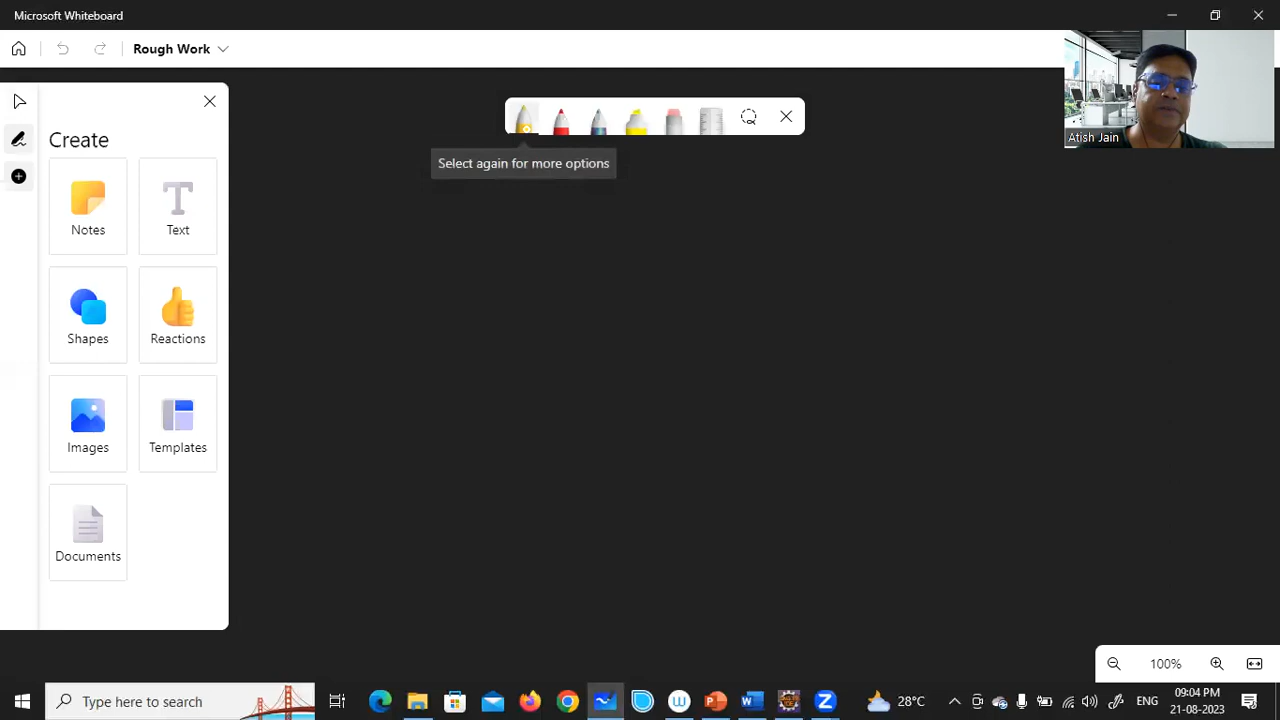 Microsoft Whiteboard
Rough Work
Atish Jain
Create
Select again for more options
Notes
Text
Shapes
Reactions
Images
Templates
Documents
100%
Type here to search
28°C
ENG
09:04 PM
21-08-2023